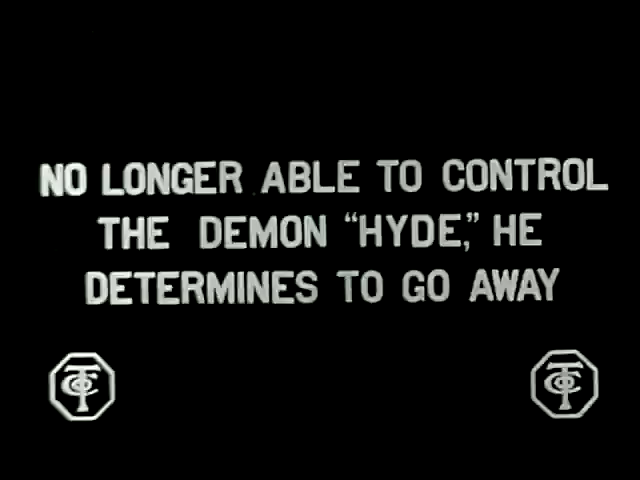 NO LONGER ABLE TO CONTROL
THE DEMON “HYDE,” HE
DETERMINES TO GO AWAY